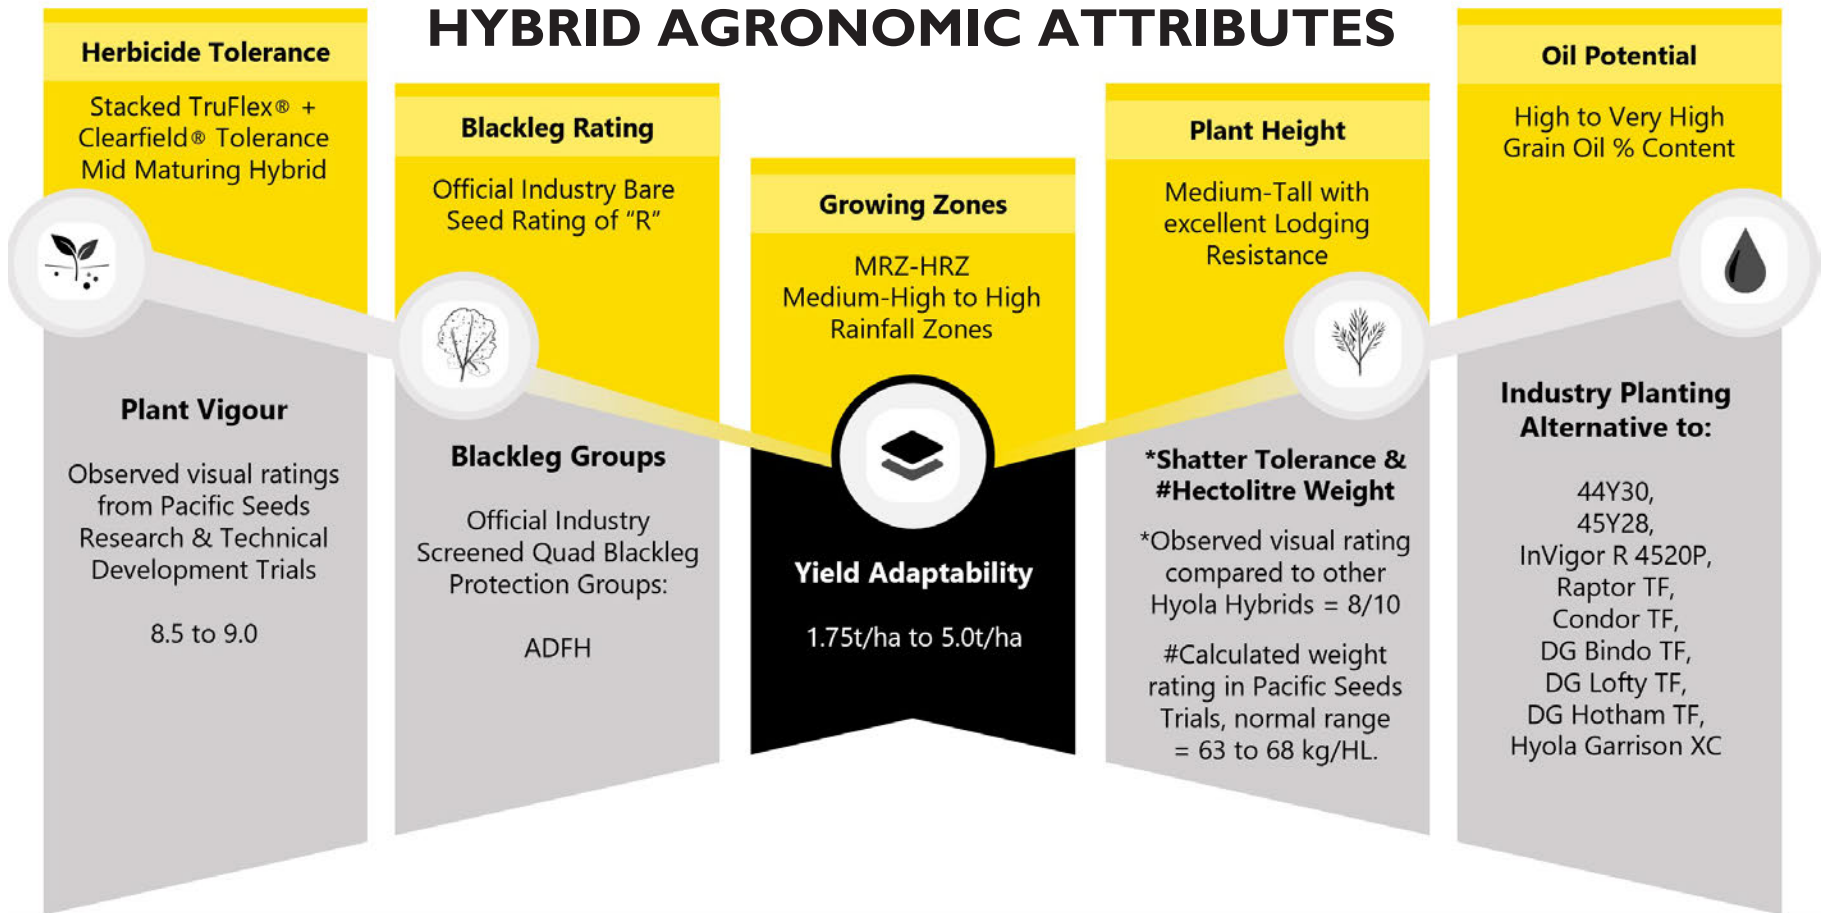 HYBRID AGRONOMIC ATTRIBUTES
Herbicide Tolerance
Stacked TruFlex® +
Clearfield® Tolerance
Mid Maturing Hybrid
Plant Vigour
Observed visual ratings
from Pacific Seeds
Research & Technical
Development Trials
8.5 to 9.0
Blackleg Rating
Official Industry Bare
Seed Rating of “R”
Blackleg Groups
Official Industry
Screened Quad Blackleg
Protection Groups:
ADFH
Growing Zones
MRZ-HRZ
Medium-High to High
Rainfall Zones
Yield Adaptability
1.75t/ha to 5.0t/ha
Plant Height
Medium-Tall with
excellent Lodging
Resistance
*Shatter Tolerance &
#Hectolitre Weight
*Observed visual rating
compared to other
Hyola Hybrids = 8/10
#Calculated weight
rating in Pacific Seeds
Trials, normal range
= 63 to 68 kg/HL.
Oil Potential
High to Very High
Grain Oil % Content
Industry Planting
Alternative to:
44Y30,
45Y28,
InVigor R 4520P,
Raptor TF,
Condor TF,
DG Bindo TF,
DG Lofty TF,
DG Hotham TF,
Hyola Garrison XC